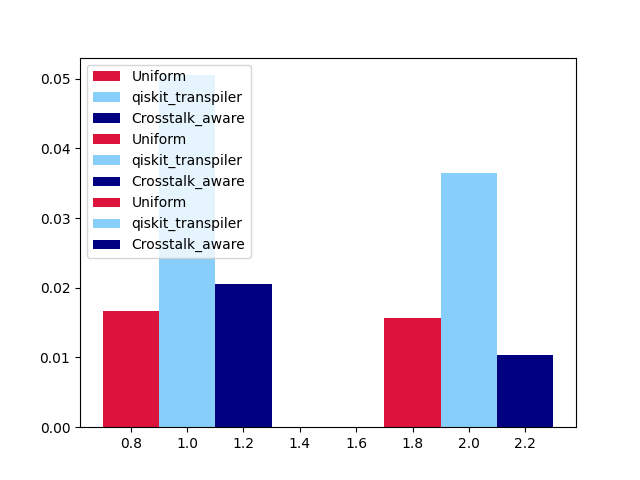 0.05
0.04
0.03
0.02
0.01
0.00
Uniform
qiskit_transpiler
Crosstalk_aware
Uniform
qiskit_transpiler
Crosstalk_aware
Uniform
qiskit_transpiler
Crosstalk_aware
0.8 1.0 1.2 1.4 1.6 1.8 2.0 2.2